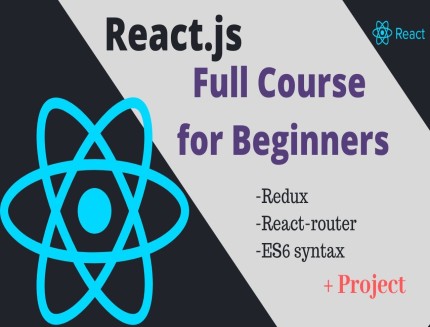 React.js
React
Full Course
for Beginners
-Redux
-React-router
-ES6 syntax
+ Project